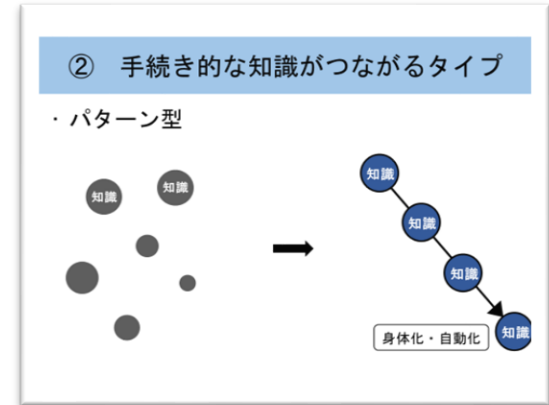 ② 手続き的な知識がつながるタイプ
・パターン型
知識
知識
知識
知識
知識
知識
身体化・自動化